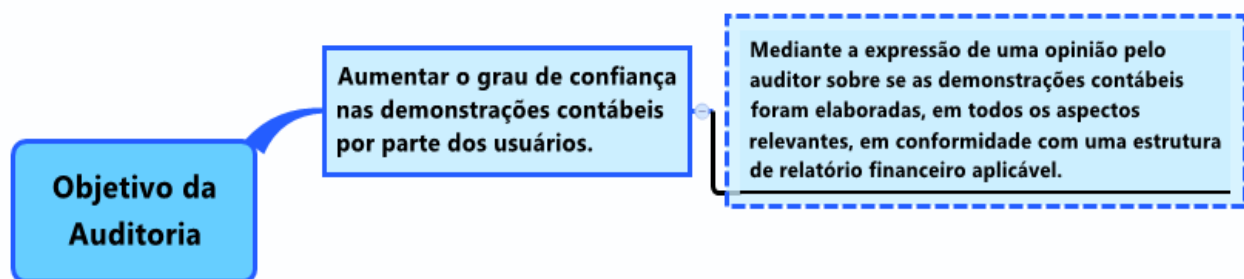 Objetivo da
Auditoria
Aumentar o grau de confiança
nas demonstrações contábeis
por parte dos usuários.
Mediante a expressão de uma opinião pelo
auditor sobre se as demonstrações contábeis
foram elaboradas, em todos os aspectos
relevantes, em conformidade com uma estrutura
de relatório financeiro aplicável.